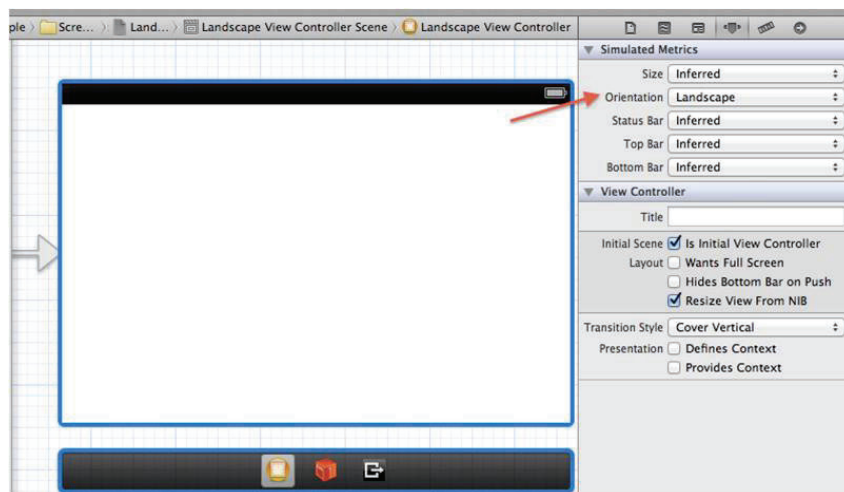 ple Scre... Land... Landscape View Controller Scene Landscape View Controller
Simulated Metrics
Size Inferred
Orientation Landscape
Status Bar Inferred
Top Bar Inferred
Bottom Bar Inferred
View Controller
Title
Initial Scene Is Initial View Controller
Layout Wants Full Screen
Hides Bottom Bar on Push
Resize View From NIB
Transition Style Cover Vertical
Presentation Defines Context
Provides Context